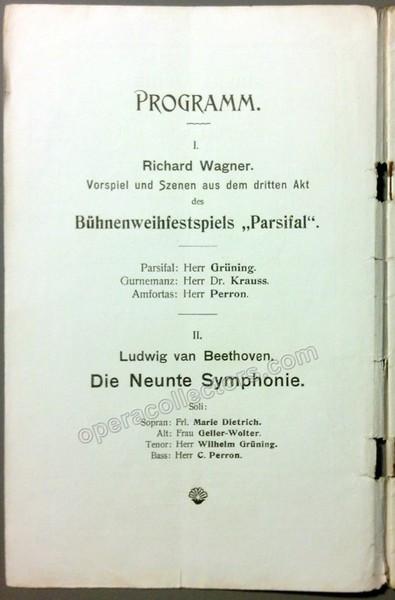 PROGRAMM.
I.
Richard Wagner.
Vorspiel und Szenen aus dem dritten Akt
des
Bühnenweihfestspiels „Parsifal“.
Parsifal: Herr Grüning.
Gurnemanz: Herr Dr. Krauss.
Amfortas: Herr Perron.
II.
Ludwig van Beethoven.
Die Neunte Symphonie.
Soli:
Sopran: Frl. Marie Dietrich.
Alt: Frau Geller-Wolter.
Tenor: Herr Wilhelm Grüning.
Bass: Herr C. Perron.
operacollectors.com